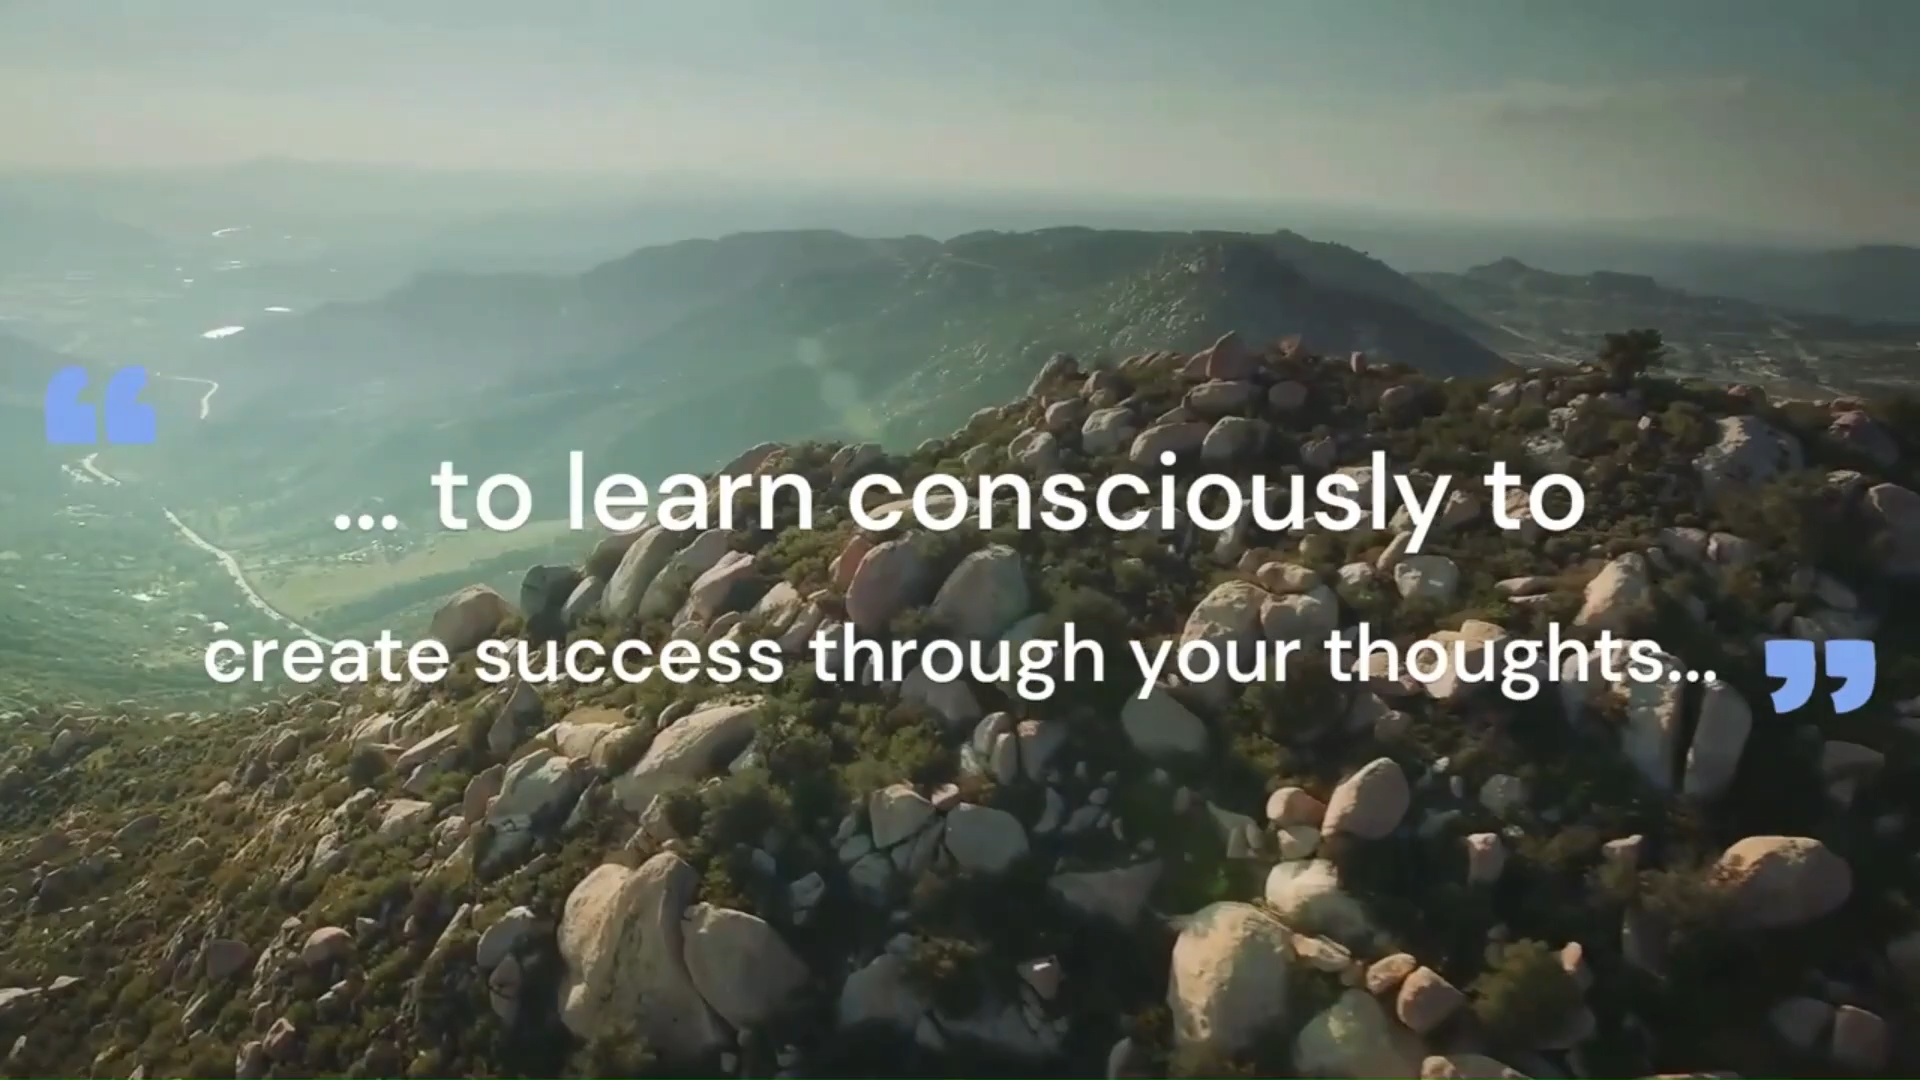 “
... to learn consciously to
create success through your thoughts... ”